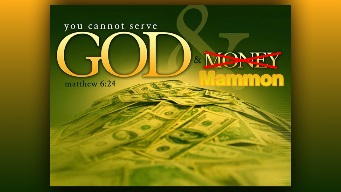 you cannot serve
GOD & MONEY
Mammon
matthew 6:24